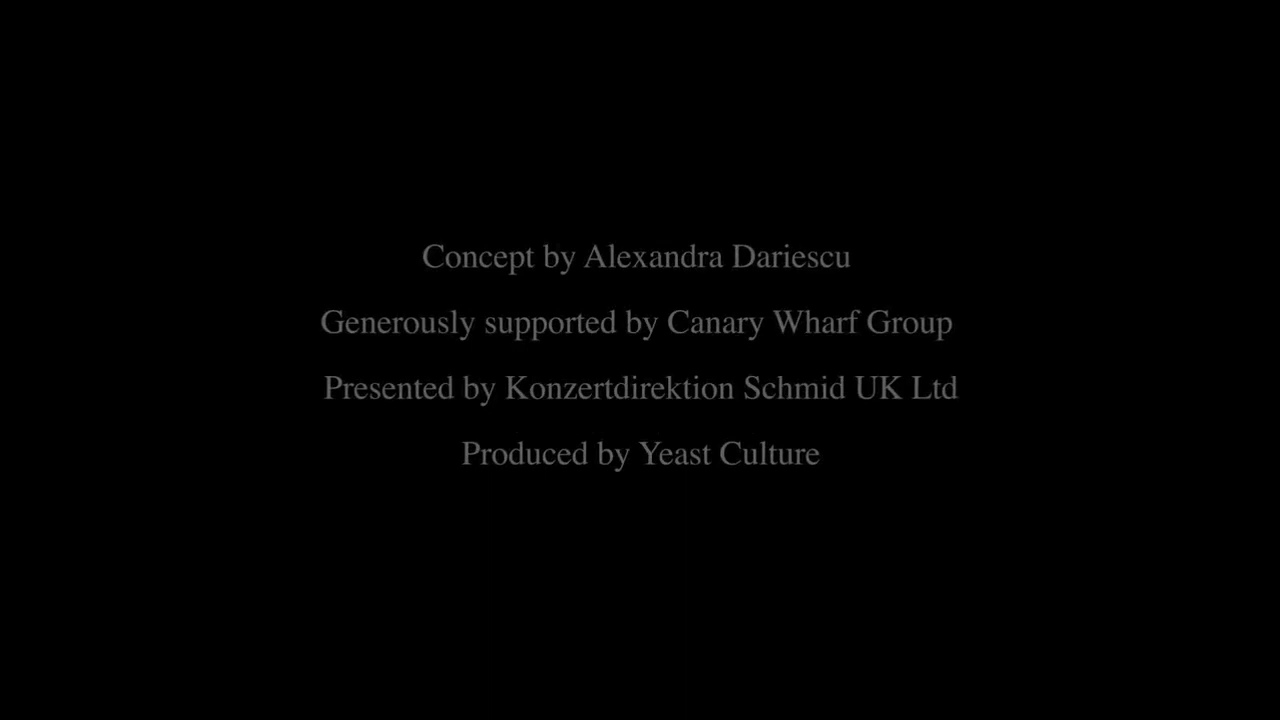 Concept by Alexandra Dariescu
Generously supported by Canary Wharf Group
Presented by Konzertdirektion Schmid UK Ltd
Produced by Yeast Culture